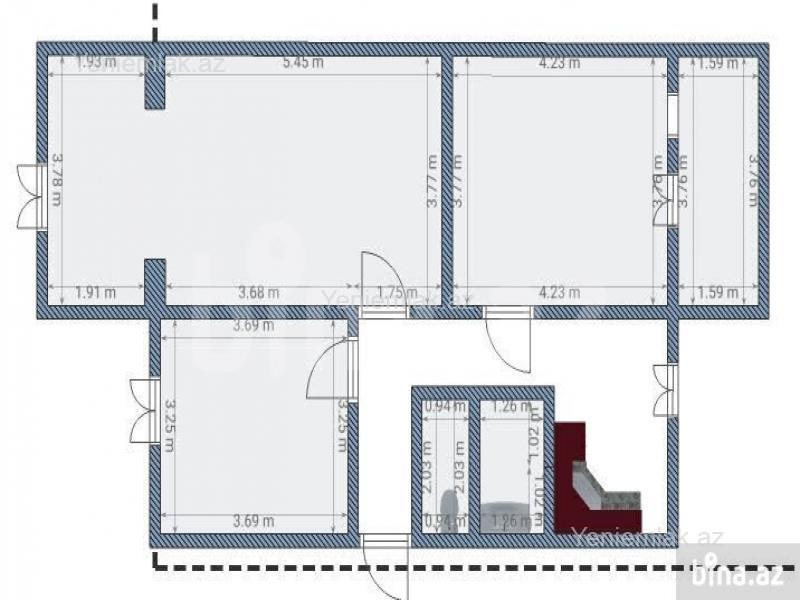 1.93 m
Yeniemlak.az
5.45 m
4.23 m
1.59 m
3.78 m
3.77 m
3.77 m
3.76 m
3.76 m
3.76 m
1.91 m
3.68 m
1.75 m
Yeniemlak.az
4.23 m
1.59 m
3.69 m
3.25 m
3.25 m
0.94 m
1.26 m
2.03 m
2.03 m
1.02 m
1.02 m
3.69 m
0.94 m
1.26 m
Yeniemlak.az
bina.az